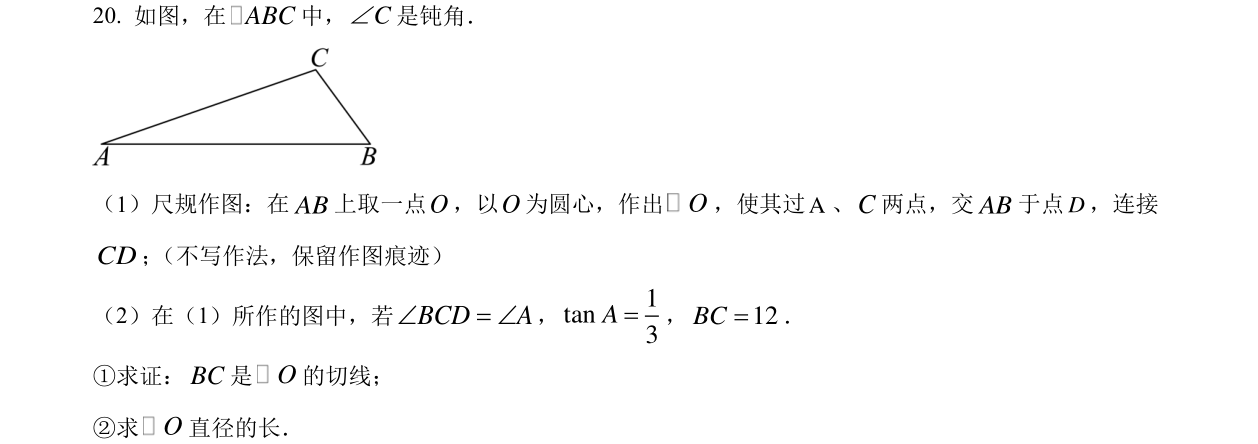 20. 如图，在□ABC中，∠C是钝角．
C
A
B
（1）尺规作图：在AB上取一点O，以O为圆心，作出□ O，使其过A、C两点，交AB于点D，连接
CD；（不写作法，保留作图痕迹）
（2）在（1）所作的图中，若∠BCD=∠A，tan A=1/3，BC=12．
①求证：BC是□ O的切线；
②求□ O直径的长．